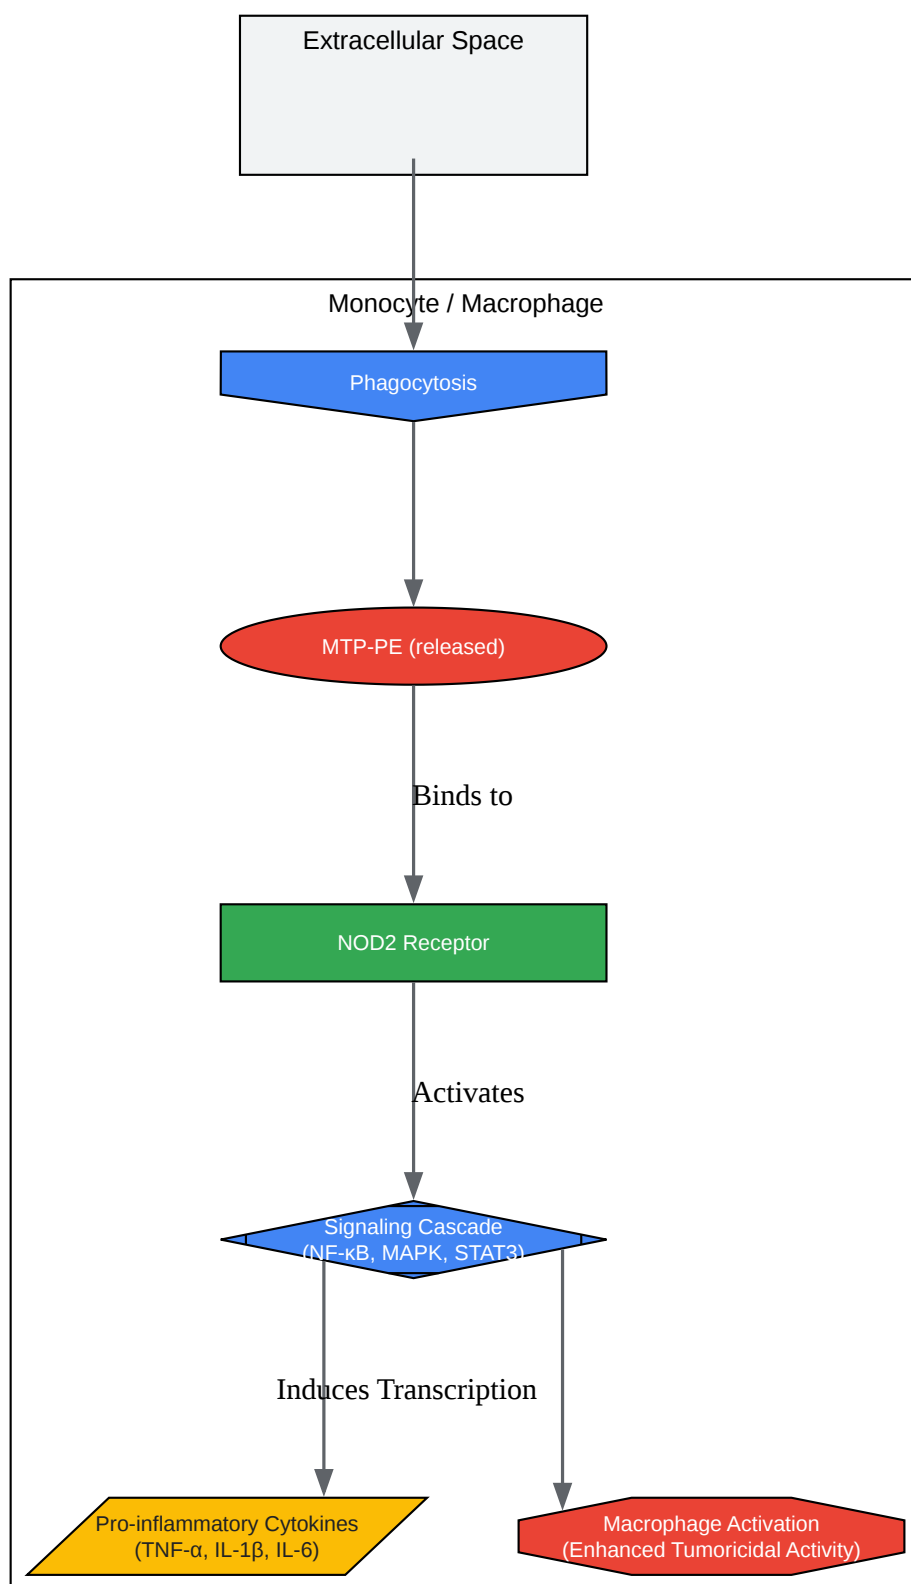 Extracellular Space
Monocyte / Macrophage
Phagocytosis
MTP-PE (released)
Binds to
NOD2 Receptor
Activates
Signaling Cascade
(NF-κB, MAPK, STAT3)
Induces Transcription
Pro-inflammatory Cytokines
(TNF-α, IL-1β, IL-6)
Macrophage Activation
(Enhanced Tumoricidal Activity)